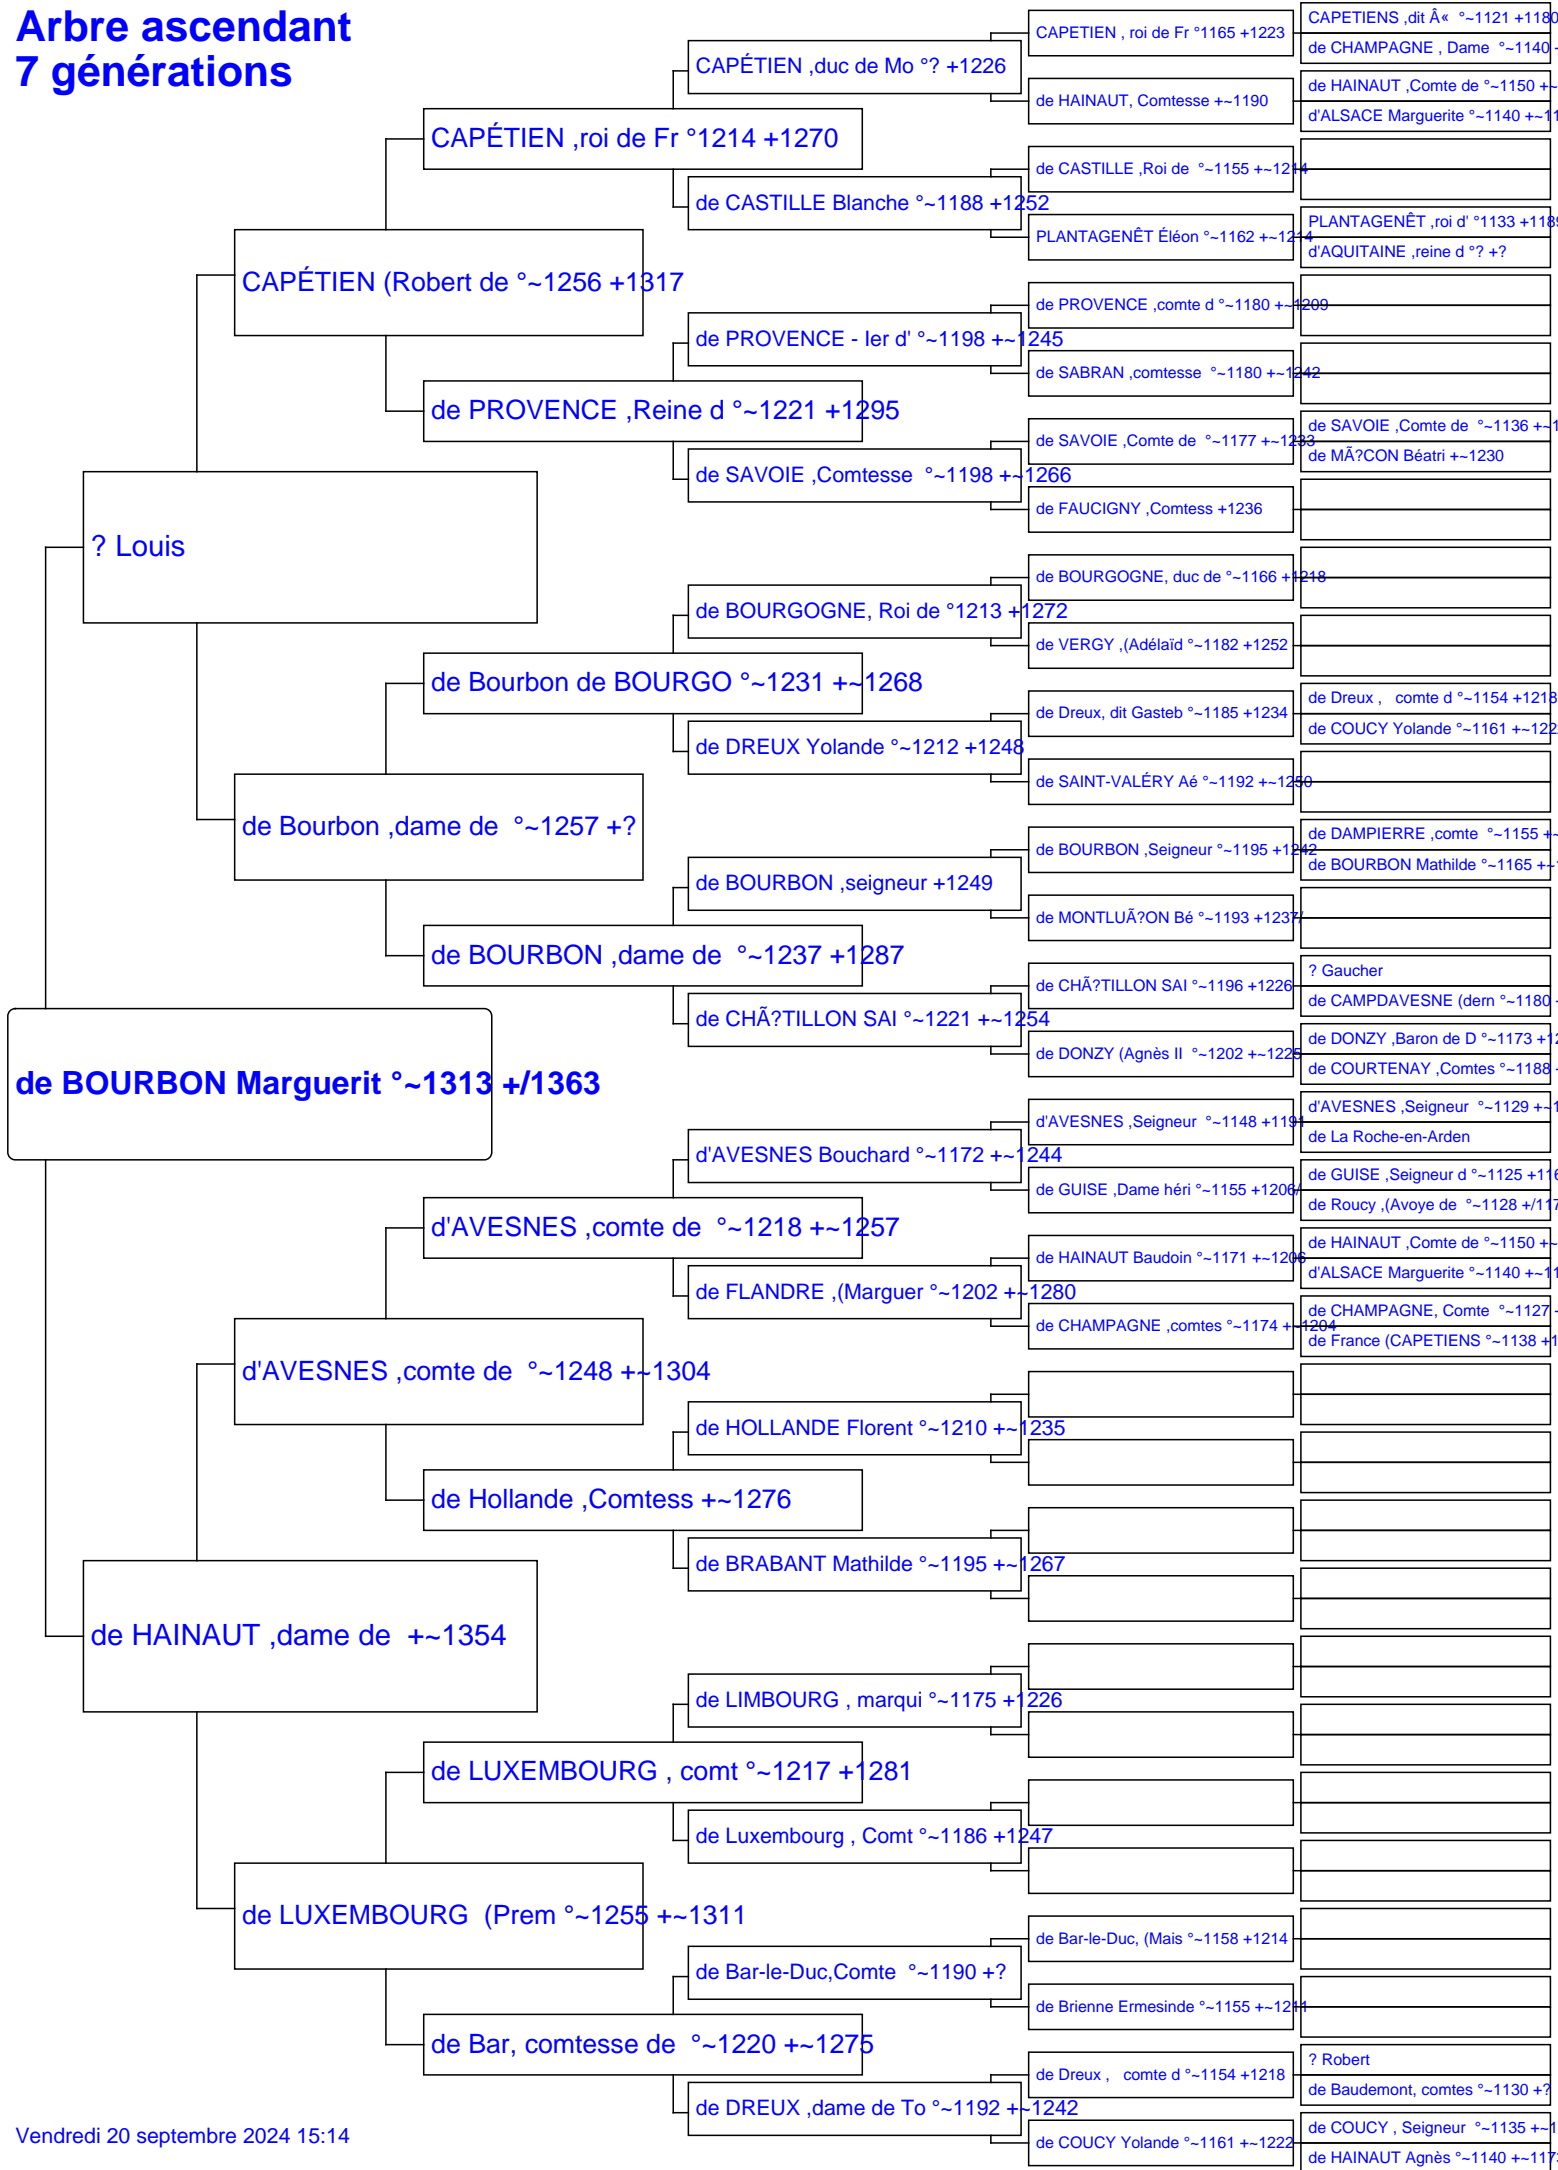 Arbre ascendant
7 générations
CAPETIENS ,dit Â« °~1121 +1180
CAPETIEN , roi de Fr °1165 +1223
de CHAMPAGNE , Dame °~1140
CAPÉTIEN ,duc de Mo °? +1226
de HAINAUT ,Comte de °~1150 +~
de HAINAUT, Comtesse +~1190
d'ALSACE Marguerite °~1140 +~11
CAPÉTIEN ,roi de Fr °1214 +1270
de CASTILLE ,Roi de °~1155 +~1214
de CASTILLE Blanche °~1188 +1252
PLANTAGENÊT ,roi d' °1133 +1189
PLANTAGENÊT Éléon °~1162 +~1214
d'AQUITAINE ,reine d °? +?
CAPÉTIEN (Robert de °~1256 +1317
de PROVENCE ,comte d °~1180 +~1209
de PROVENCE - Ier d' °~1198 +~1245
de SABRAN ,comtesse °~1180 +~1242
de PROVENCE ,Reine d °~1221 +1295
de SAVOIE ,Comte de °~1136 +~1
de SAVOIE ,Comte de °~1177 +~1233
de MÃ?CON Béatri +~1230
de SAVOIE ,Comtesse °~1198 +~1266
de FAUCIGNY ,Comtess +1236
? Louis
de BOURGOGNE, duc de °~1166 +1218
de BOURGOGNE, Roi de °1213 +1272
de VERGY ,(Adélaïd °~1182 +1252
de Bourbon de BOURGO °~1231 +~1268
de Dreux , comte d °~1154 +1218
de Dreux, dit Gasteb °~1185 +1234
de COUCY Yolande °~1161 +~122
de DREUX Yolande °~1212 +1248
de SAINT-VALÉRY Aé °~1192 +~1250
de Bourbon ,dame de °~1257 +?
de DAMPIERRE ,comte °~1155 +~
de BOURBON ,Seigneur °~1195 +1242
de BOURBON Mathilde °~1165 +~
de BOURBON ,seigneur +1249
de MONTLUÃ?ON Bé °~1193 +1237/
de BOURBON ,dame de °~1237 +1287
? Gaucher
de CHÃ?TILLON SAI °~1196 +1226
de CAMPDAVESNE (dern °~1180
de CHÃ?TILLON SAI °~1221 +~1254
de DONZY ,Baron de D °~1173 +12
de DONZY (Agnès II °~1202 +~1225
de COURTENAY ,Comtes °~1188
de BOURBON Marguerit °~1313 +/1363
d'AVESNES ,Seigneur °~1129 +~1
d'AVESNES ,Seigneur °~1148 +1191
de La Roche-en-Arden
d'AVESNES Bouchard °~1172 +~1244
de GUISE ,Seigneur d °~1125 +116
de GUISE ,Dame héri °~1155 +1206/
de Roucy ,(Avoye de °~1128 +/117
d'AVESNES ,comte de °~1218 +~1257
de HAINAUT ,Comte de °~1150 +~
de HAINAUT Baudoin °~1171 +~1206
d'ALSACE Marguerite °~1140 +~11
de FLANDRE ,(Marguer °~1202 +~1280
de CHAMPAGNE, Comte °~1127
de CHAMPAGNE ,comtes °~1174 +~1204
de France (CAPETIENS °~1138 +1
d'AVESNES ,comte de °~1248 +~1304
de HOLLANDE Florent °~1210 +~1235
de Hollande ,Comtess +~1276
de BRABANT Mathilde °~1195 +~1267
de HAINAUT ,dame de +~1354
de LIMBOURG , marqui °~1175 +1226
de LUXEMBOURG , comt °~1217 +1281
de Luxembourg , Comt °~1186 +1247
de LUXEMBOURG (Prem °~1255 +~1311
de Bar-le-Duc, (Mais °~1158 +1214
de Bar-le-Duc,Comte °~1190 +?
de Brienne Ermesinde °~1155 +~1211
de Bar, comtesse de °~1220 +~1275
? Robert
de Dreux , comte d °~1154 +1218
de Baudemont, comtes °~1130 +?
de DREUX ,dame de To °~1192 +~1242
de COUCY , Seigneur °~1135 +~1
de COUCY Yolande °~1161 +~1222
de HAINAUT Agnès °~1140 +~1173
Vendredi 20 septembre 2024 15:14